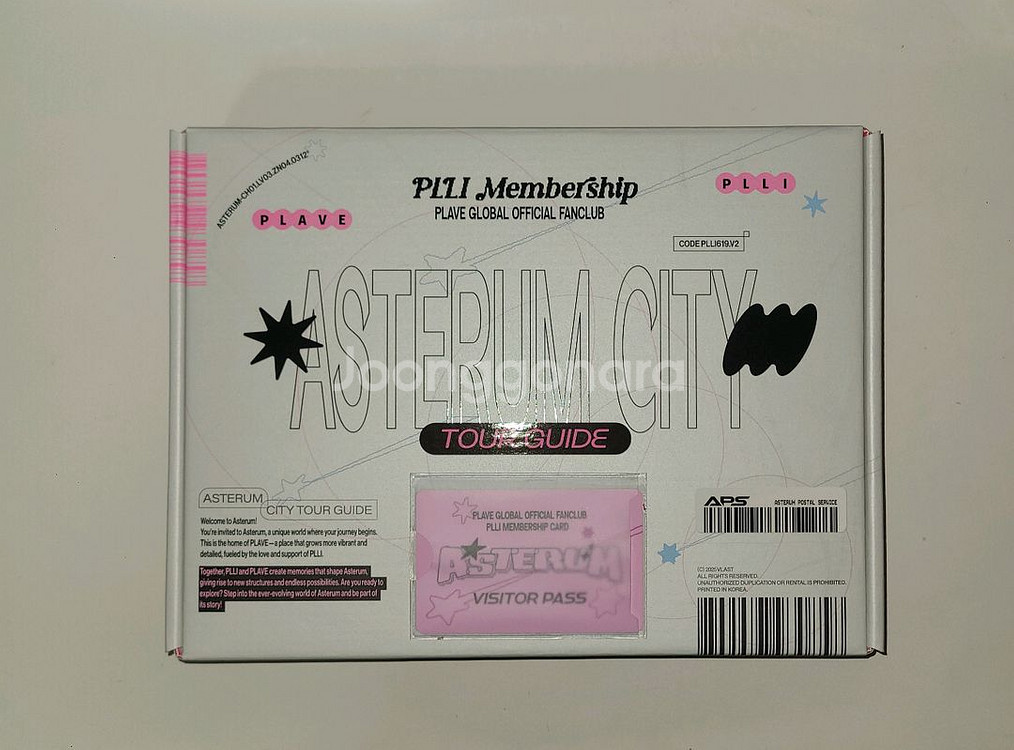 ASTERUM-CH01.LV03.ZN04.0312*
PLAVE
PLLI Membership
PLAVE GLOBAL OFFICIAL FANCLUB
PLLI
CODE PLLI619.V2
ASTERUM CITY
Joonggonara
TOUR GUIDE
ASTERUM
CITY TOUR GUIDE
Welcome to Asterum!
You're invited to Asterum, a unique world where your journey begins.
This is the home of PLAVE—a place that grows more vibrant and
detailed, fueled by the love and support of PLLI.
Together, PLLI and PLAVE create memories that shape Asterum,
giving rise to new structures and endless possibilities. Are you ready to
explore? Step into the ever-evolving world of Asterum and be part of
its story!
PLAVE GLOBAL OFFICIAL FANCLUB
PLLI MEMBERSHIP CARD
ASTERUM
VISITOR PASS
APS
ASTERUM POSTAL SERVICE
(C) 2025 VLAST
ALL RIGHTS RESERVED.
UNAUTHORIZED DUPLICATION OR RENTAL IS PROHIBITED.
PRINTED IN KOREA.